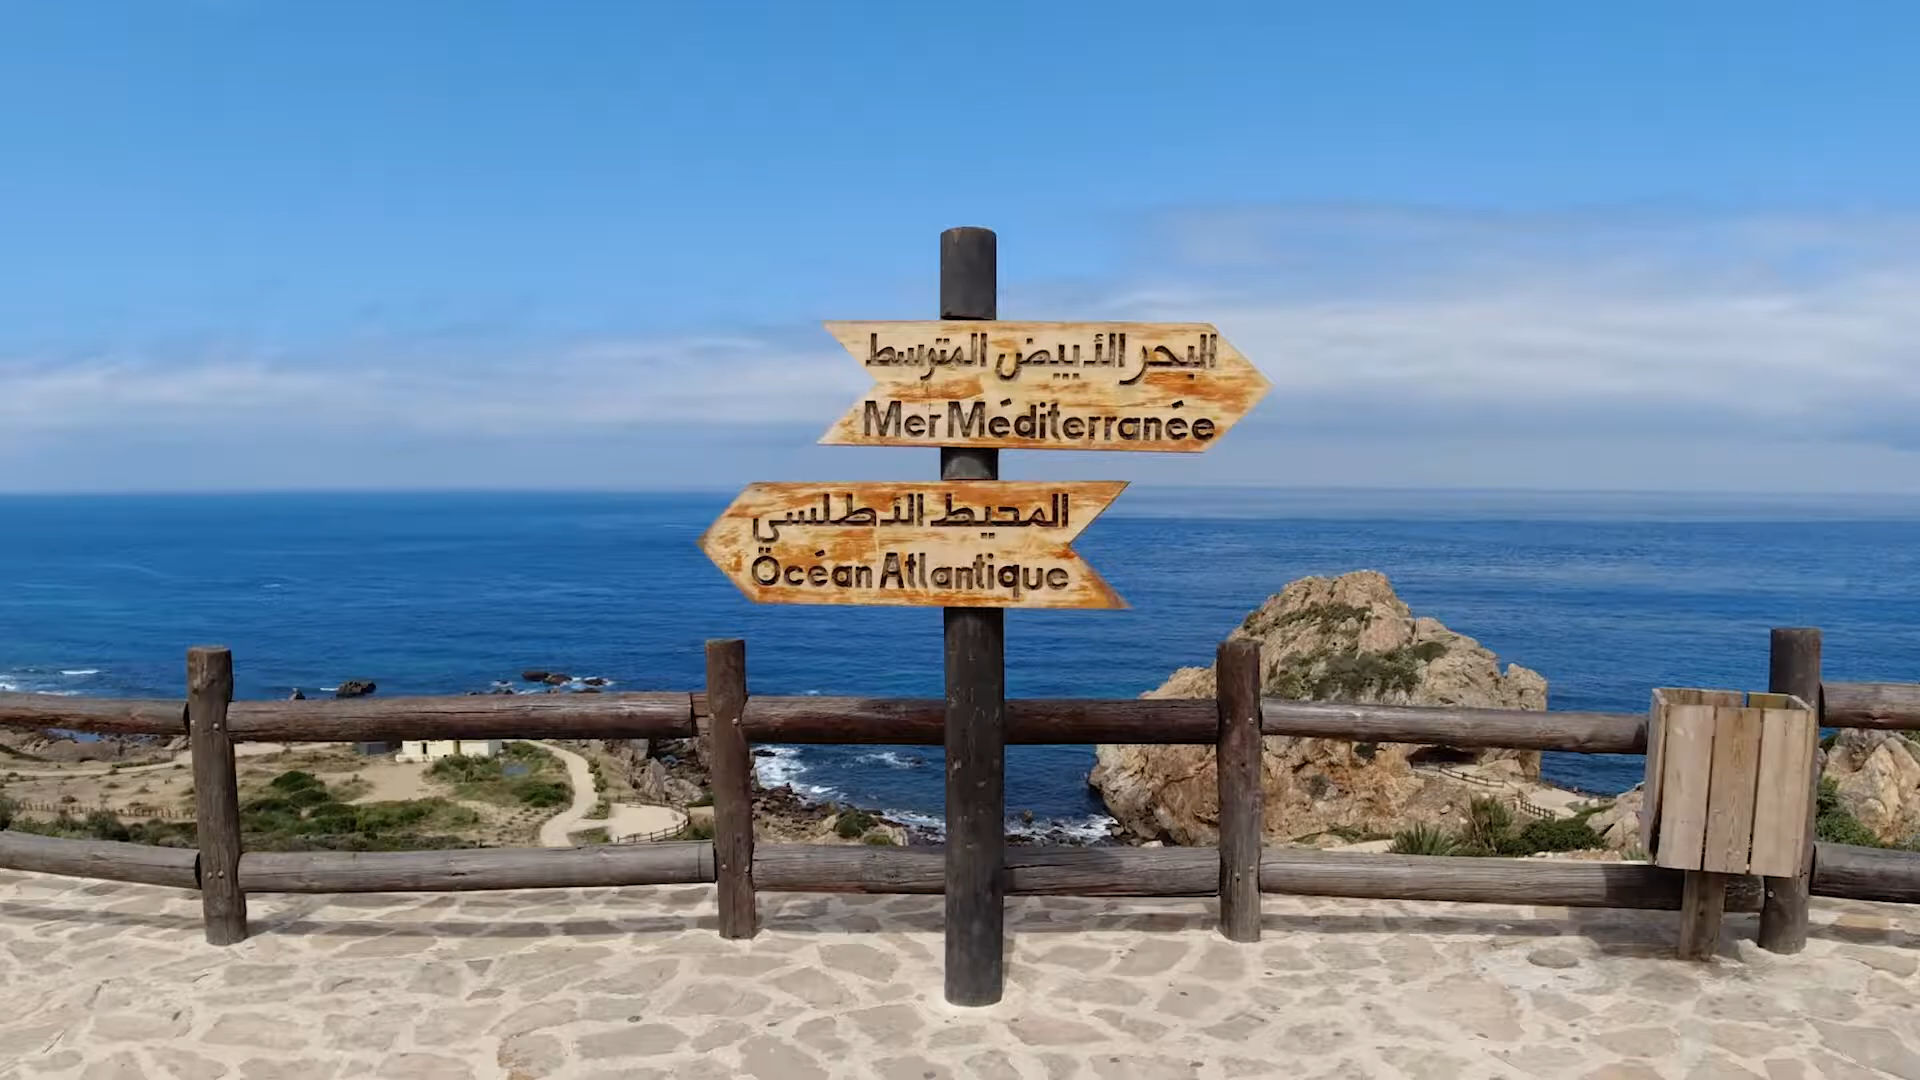 البحر الأبيض المتوسط
Mer Méditerranée
المحيط الأطلسي
Océan Atlantique